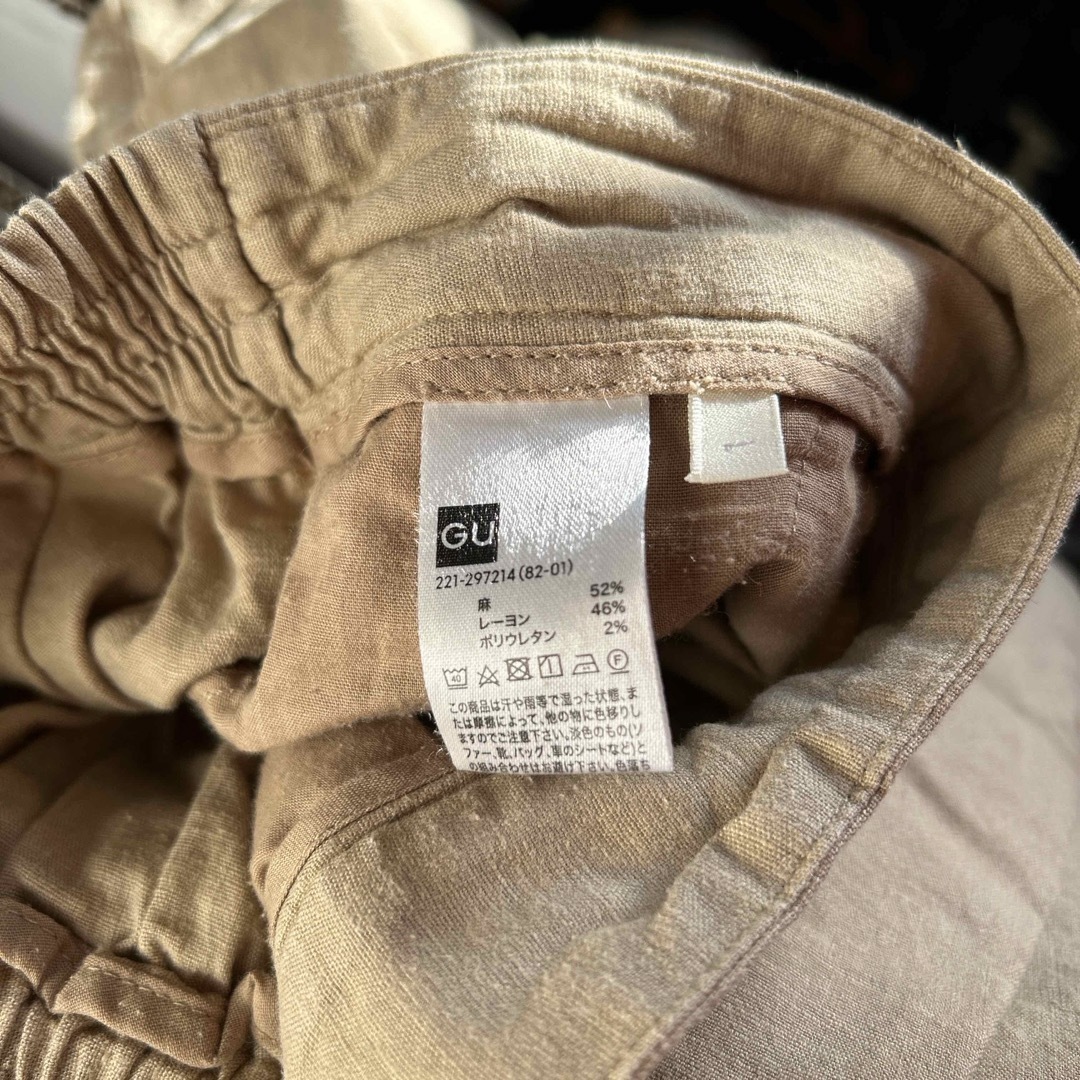 GU
221-297214(82-01)
麻 52%
レーヨン 46%
ポリウレタン 2%
40 F
この商品は汗や雨等で湿った状態、ま
たは摩擦によって、他の物に色移りし
ますのでご注意下さい。淡色のもの(ソ
ファー、靴、バッグ、車のシートなど)と
の組み合わせはお避け下さい。色落ち